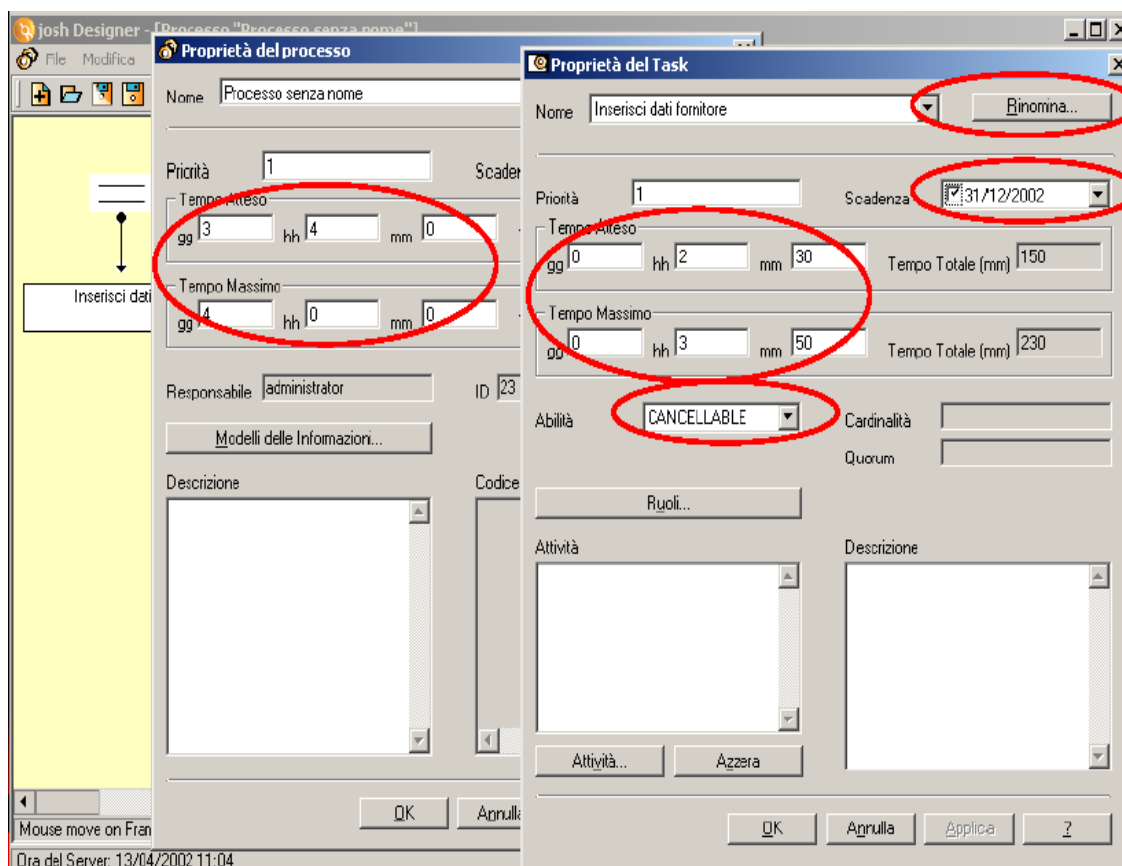 josh Designer - [Processo "Processo senza nome"]
File Modifica
Proprietà del processo
Nome Processo senza nome
Priorità 1
Tempo Atteso
gg 3 hh 4 mm 0
Tempo Massimo
gg 4 hh 0 mm 0
Responsabile administrator ID 23
Modelli delle Informazioni...
Descrizione Codice
OK Annulla
Inserisci dati
Mouse move on Fran
Ora del Server: 13/04/2002 11:04
Proprietà del Task
Nome Inserisci dati fornitore Rinomina...
Priorità 1 Scadenza 31/12/2002
Tempo Atteso
gg 0 hh 2 mm 30 Tempo Totale (mm) 150
Tempo Massimo
gg 0 hh 3 mm 50 Tempo Totale (mm) 230
Abilità CANCELLABLE Cardinalità
Quorum
Ruoli...
Attività Descrizione
Attività... Azzera
OK Annulla Applica ?